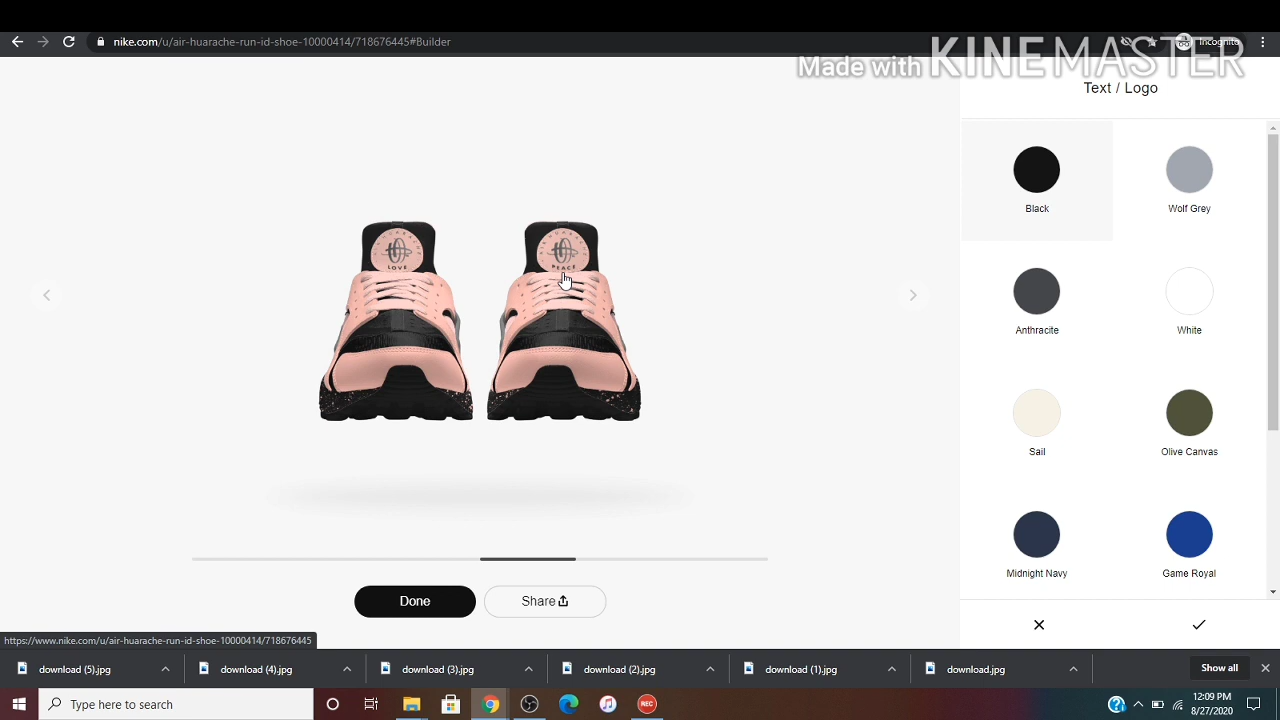 nike.com/u/air-huarache-run-id-shoe-10000414/718676445#Builder
Incognito
Made with KINEMASTER
Text / Logo
Black
Wolf Grey
Anthracite
White
Sail
Olive Canvas
Midnight Navy
Game Royal
LOVE
PEACE
Done
Share
https://www.nike.com/u/air-huarache-run-id-shoe-10000414/718676445
download (5).jpg
download (4).jpg
download (3).jpg
download (2).jpg
download (1).jpg
download.jpg
Show all
Type here to search
REC
12:09 PM
8/27/2020